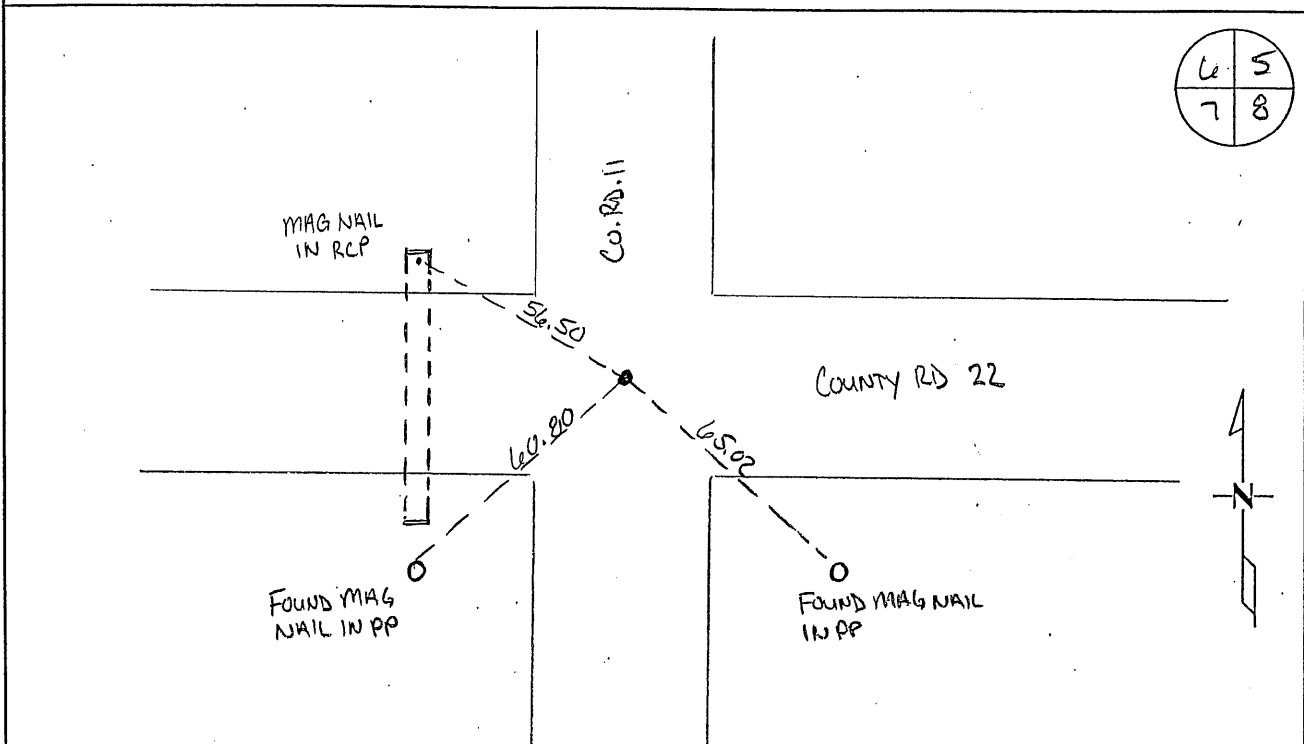 6 5
7 8
CO. RD. 11
MAG NAIL
IN RCP
56.50
COUNTY RD 22
60.80
65.02
N
FOUND MAG
NAIL IN PP
FOUND MAG NAIL
IN PP